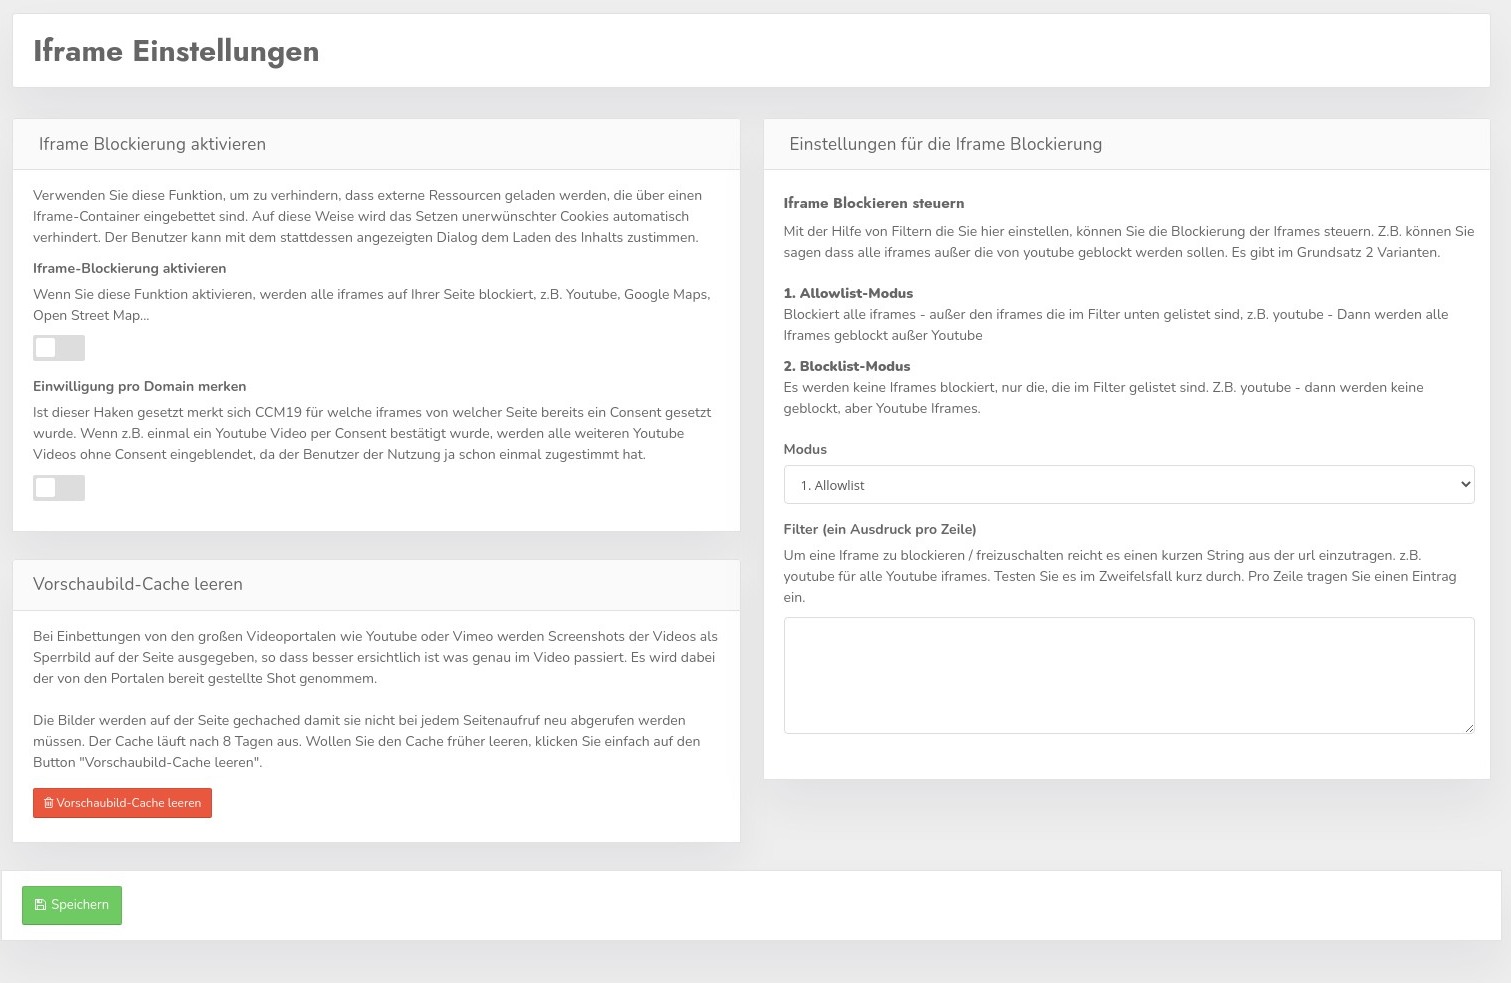 Iframe Einstellungen
Iframe Blockierung aktivieren
Verwenden Sie diese Funktion, um zu verhindern, dass externe Ressourcen geladen werden, die über einen
Iframe-Container eingebettet sind. Auf diese Weise wird das Setzen unerwünschter Cookies automatisch
verhindert. Der Benutzer kann mit dem stattdessen angezeigten Dialog dem Laden des Inhalts zustimmen.
Iframe-Blockierung aktivieren
Wenn Sie diese Funktion aktivieren, werden alle iframes auf Ihrer Seite blockiert, z.B. Youtube, Google Maps,
Open Street Map...
Einwilligung pro Domain merken
Ist dieser Haken gesetzt merkt sich CCM19 für welche iframes von welcher Seite bereits ein Consent gesetzt
wurde. Wenn z.B. einmal ein Youtube Video per Consent bestätigt wurde, werden alle weiteren Youtube
Videos ohne Consent eingeblendet, da der Benutzer der Nutzung ja schon einmal zugestimmt hat.
Vorschaubild-Cache leeren
Bei Einbettungen von den großen Videoportalen wie Youtube oder Vimeo werden Screenshots der Videos als
Sperrbild auf der Seite ausgegeben, so dass besser ersichtlich ist was genau im Video passiert. Es wird dabei
der von den Portalen bereit gestellte Shot genommem.
Die Bilder werden auf der Seite gechached damit sie nicht bei jedem Seitenaufruf neu abgerufen werden
müssen. Der Cache läuft nach 8 Tagen aus. Wollen Sie den Cache früher leeren, klicken Sie einfach auf den
Button "Vorschaubild-Cache leeren".
Vorschaubild-Cache leeren
Einstellungen für die Iframe Blockierung
Iframe Blockieren steuern
Mit der Hilfe von Filtern die Sie hier einstellen, können Sie die Blockierung der Iframes steuern. Z.B. können Sie
sagen dass alle iframes außer die von youtube geblockt werden sollen. Es gibt im Grundsatz 2 Varianten.
1. Allowlist-Modus
Blockiert alle iframes - außer den iframes die im Filter unten gelistet sind, z.B. youtube - Dann werden alle
Iframes geblockt außer Youtube
2. Blocklist-Modus
Es werden keine Iframes blockiert, nur die, die im Filter gelistet sind. Z.B. youtube - dann werden keine
geblockt, aber Youtube Iframes.
Modus
1. Allowlist
Filter (ein Ausdruck pro Zeile)
Um eine Iframe zu blockieren / freizuschalten reicht es einen kurzen String aus der url einzutragen. z.B.
youtube für alle Youtube iframes. Testen Sie es im Zweifelsfall kurz durch. Pro Zeile tragen Sie einen Eintrag
ein.
Speichern